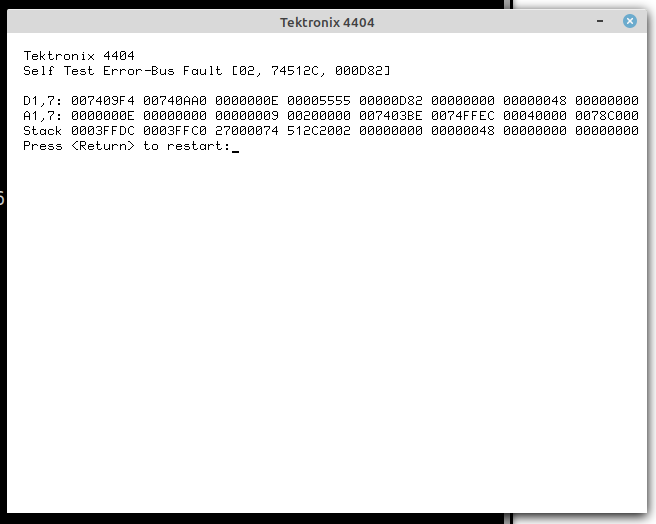 Tektronix 4404
Tektronix 4404
Self Test Error-Bus Fault [02, 74512C, 000D82]
D1,7: 007409F4 00740AA0 0000000E 00005555 00000D82 00000000 00000048 00000000
A1,7: 0000000E 00000000 00000009 00200000 007403BE 0074FFEC 00040000 0078C000
Stack 0003FFDC 0003FFC0 27000074 512C2002 00000000 00000048 00000000 00000000
Press <Return> to restart:_